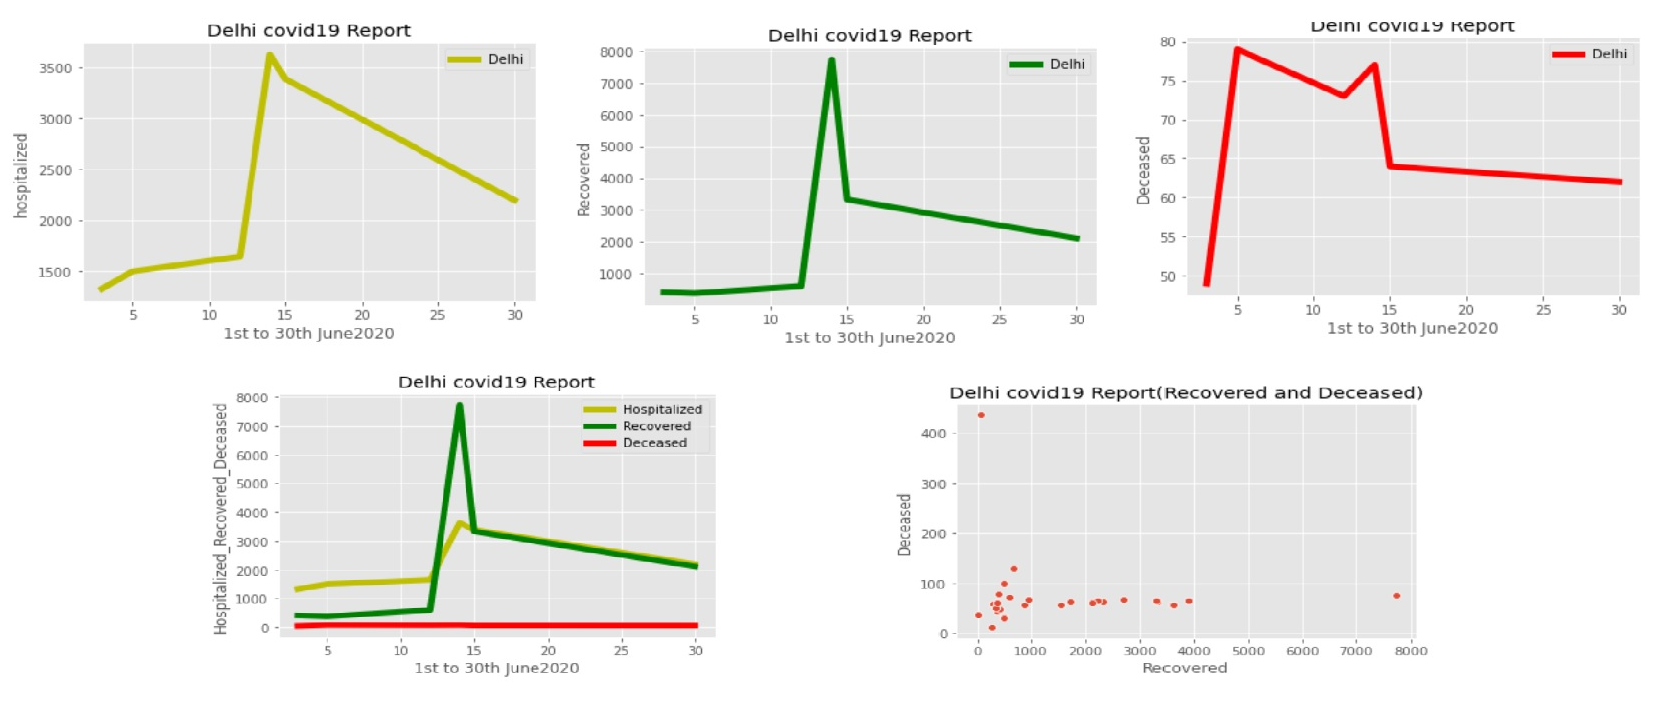 Delhi covid19 Report
Delhi
3500
3000
2500
2000
1500
hospitalized
5 10 15 20 25 30
1st to 30th June2020
Delhi covid19 Report
Delhi
8000
7000
6000
5000
4000
3000
2000
1000
Recovered
5 10 15 20 25 30
1st to 30th June2020
Delhi covid19 Report
Delhi
80
75
70
65
60
55
50
Deceased
5 10 15 20 25 30
1st to 30th June2020
Delhi covid19 Report
Hospitalized
Recovered
Deceased
8000
7000
6000
5000
4000
3000
2000
1000
0
Hospitalized_Recovered_Deceased
5 10 15 20 25 30
1st to 30th June2020
Delhi covid19 Report(Recovered and Deceased)
400
300
200
100
0
Deceased
0 1000 2000 3000 4000 5000 6000 7000 8000
Recovered